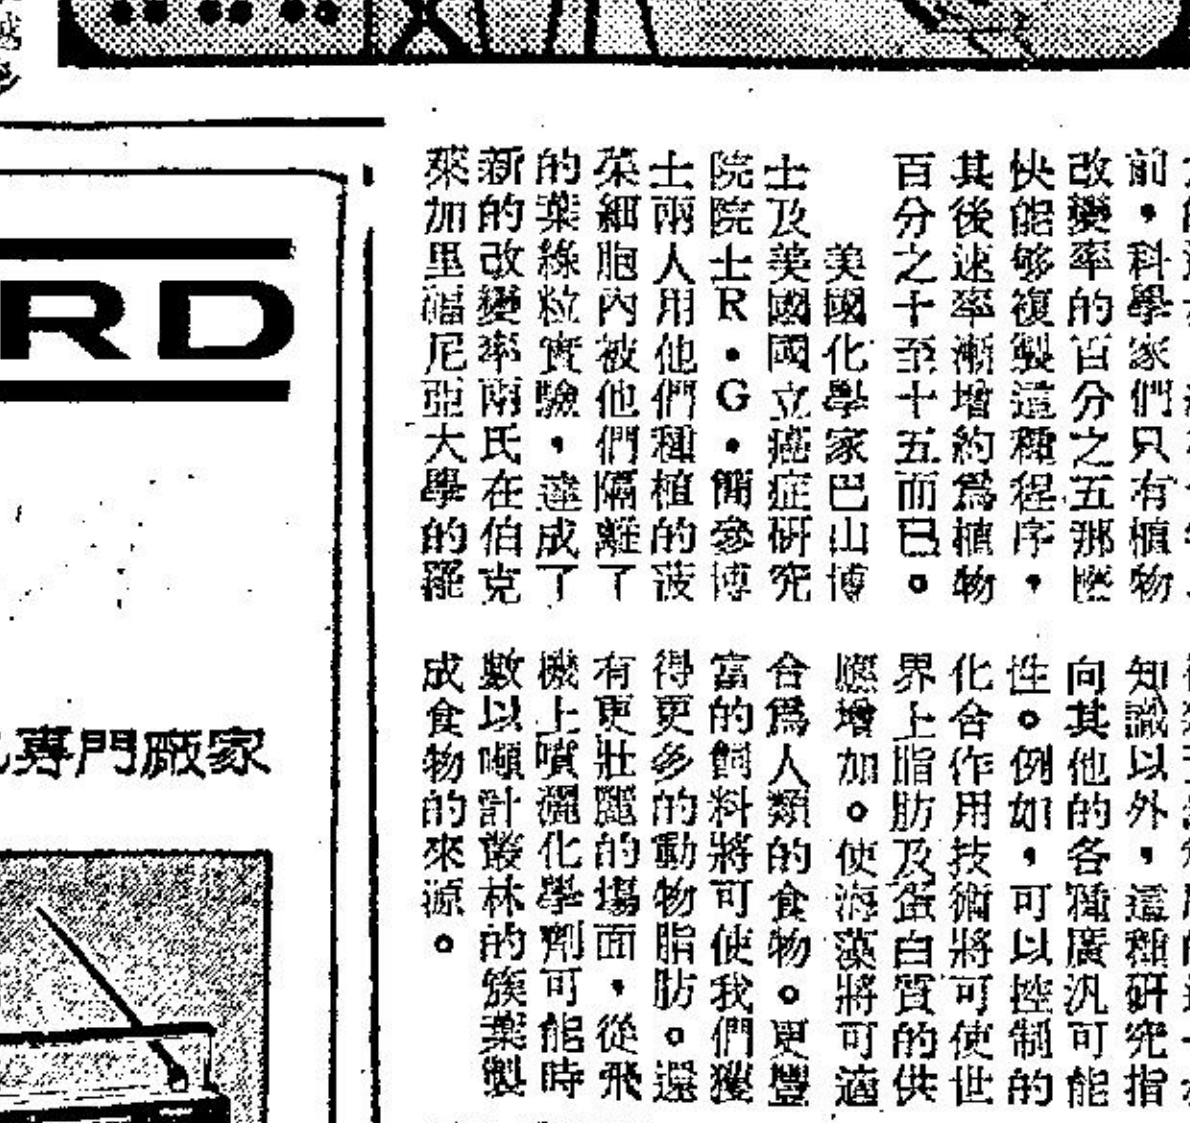 前，科學家們只有植物
改變率的百分之五那麼
快能够複製這種程序，
其後速率漸增約爲植物
百分之十至十五而已。
美國化學家巴山博
士及美國國立癌症研究
院院士R·G·簡參博
士兩人用他們種植的菠
菜細胞內被他們隔離了
的葉綠粒實驗，達成了
新的改變率兩氏在伯克
來加里福尼亞大學的羅
知識以外，這種研究指
向其他的各種廣汎可能
性。例如，可以控制的
化合作用技術將可使世
界上脂肪及蛋白質的供
應增加。使海藻將可適
合爲人類的食物。更豐
富的飼料將可使我們獲
得更多的動物脂肪。還
有更壯麗的場面，從飛
機上噴灑化學劑可能時
數以噸計叢林的簇葉製
成食物的來源。
RD
專門廠家